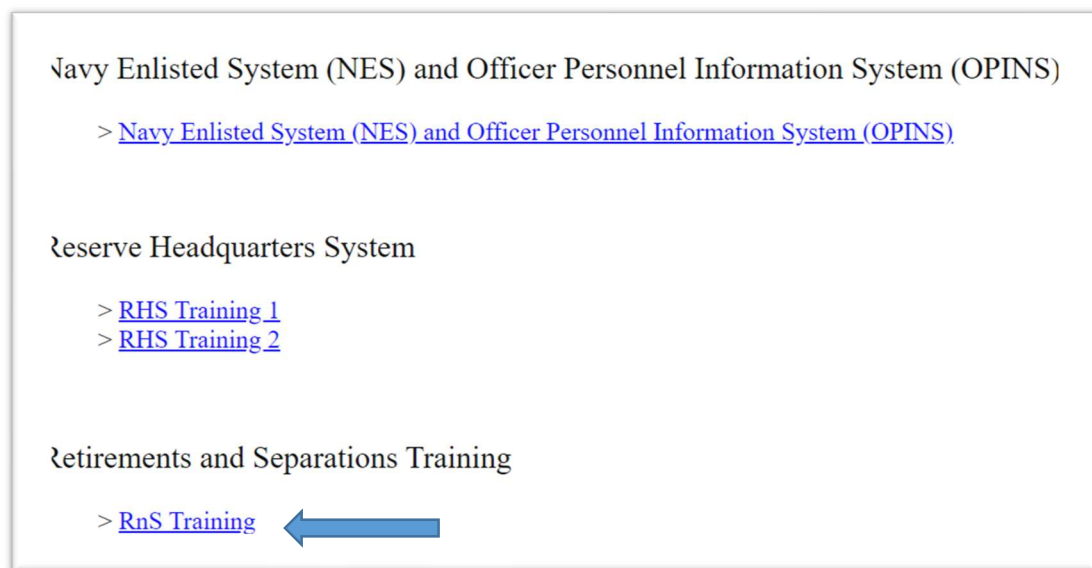 Navy Enlisted System (NES) and Officer Personnel Information System (OPINS)
> Navy Enlisted System (NES) and Officer Personnel Information System (OPINS)
Reserve Headquarters System
> RHS Training 1
> RHS Training 2
Retirements and Separations Training
> RnS Training